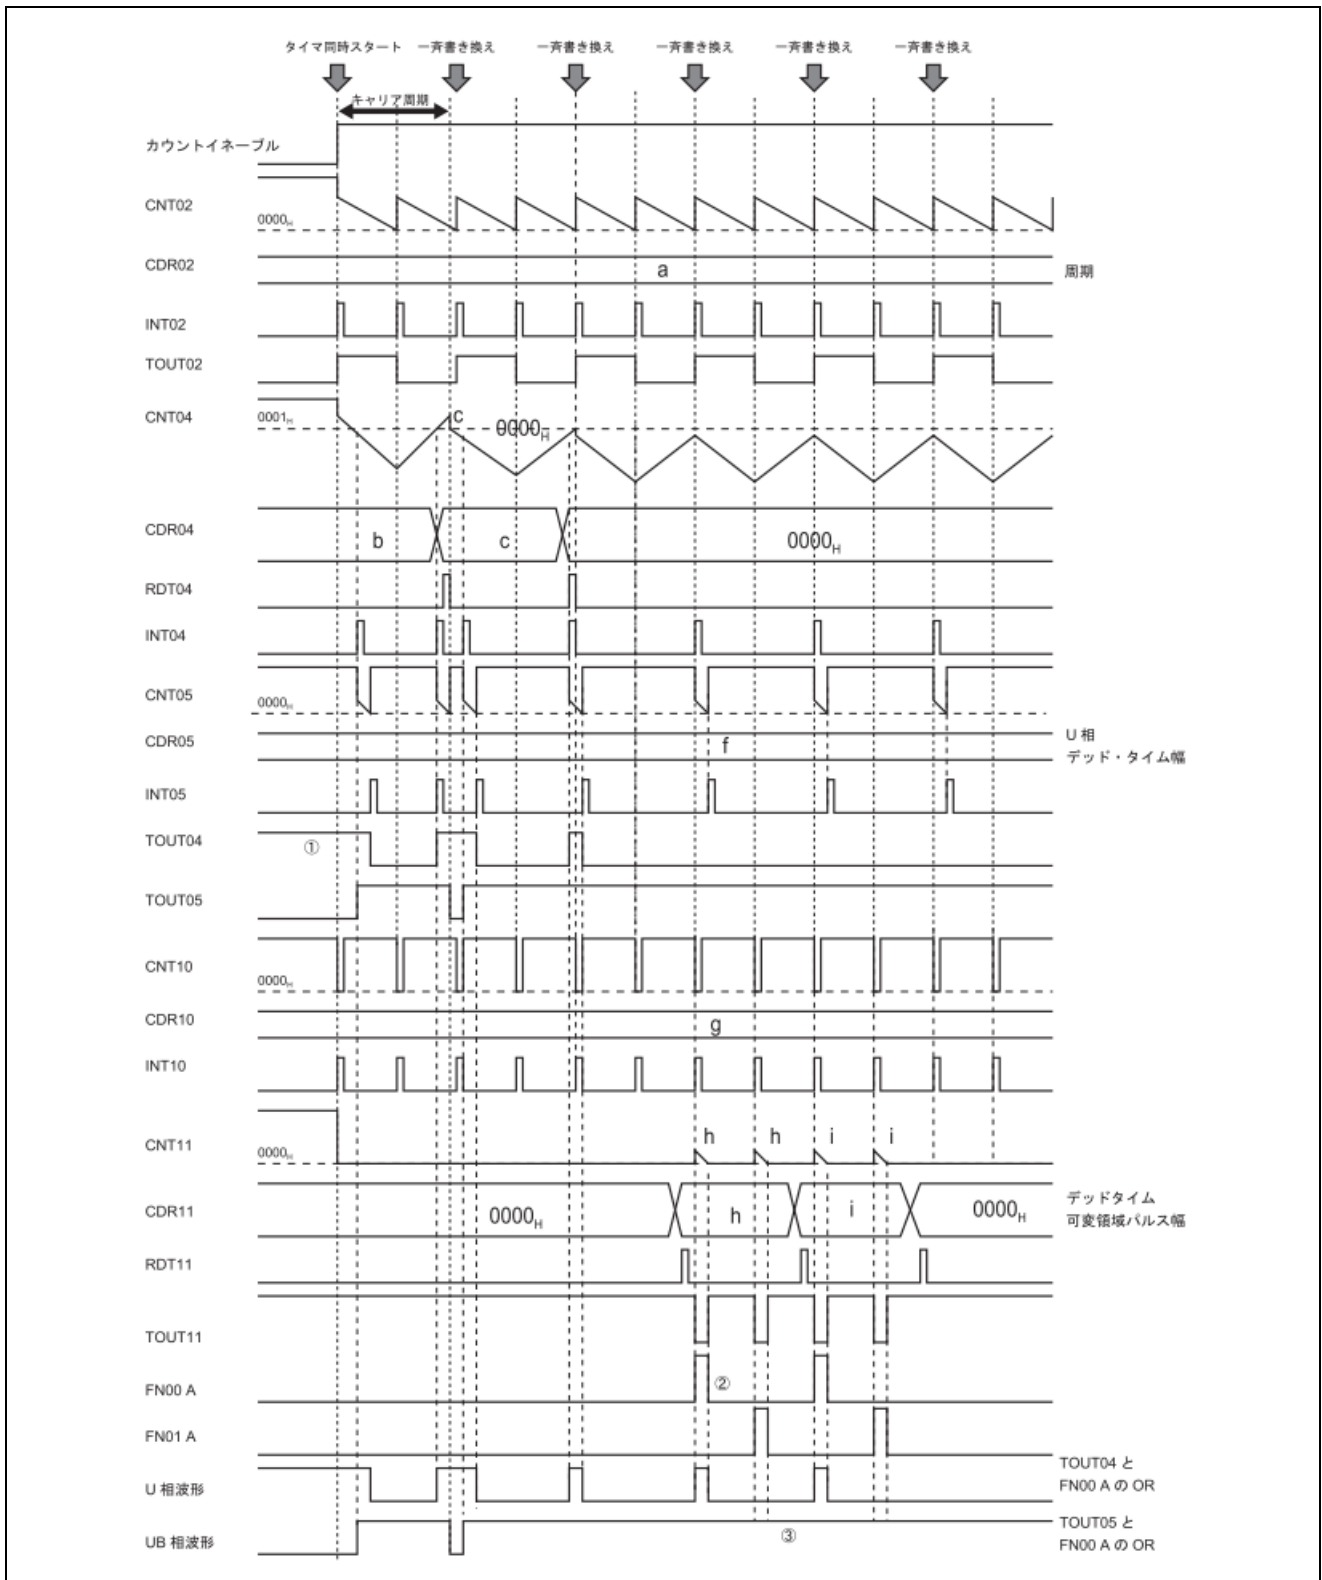 タイマ同時スタート 一斉書き換え 一斉書き換え 一斉書き換え 一斉書き換え 一斉書き換え
キャリア周期
カウントイネーブル
CNT02
0000H
CDR02
a
周期
INT02
TOUT02
CNT04
0001H
c
0000H
CDR04
b
c
0000H
RDT04
INT04
CNT05
0000H
CDR05
f
U 相
デッド・タイム幅
INT05
TOUT04
①
TOUT05
CNT10
0000H
CDR10
g
INT10
CNT11
0000H
h h i i
CDR11
0000H
h
i
0000H
デッドタイム
可変領域パルス幅
RDT11
TOUT11
FN00 A
②
FN01 A
U 相波形
TOUT04 と
FN00 A の OR
UB 相波形
③
TOUT05 と
FN00 A の OR